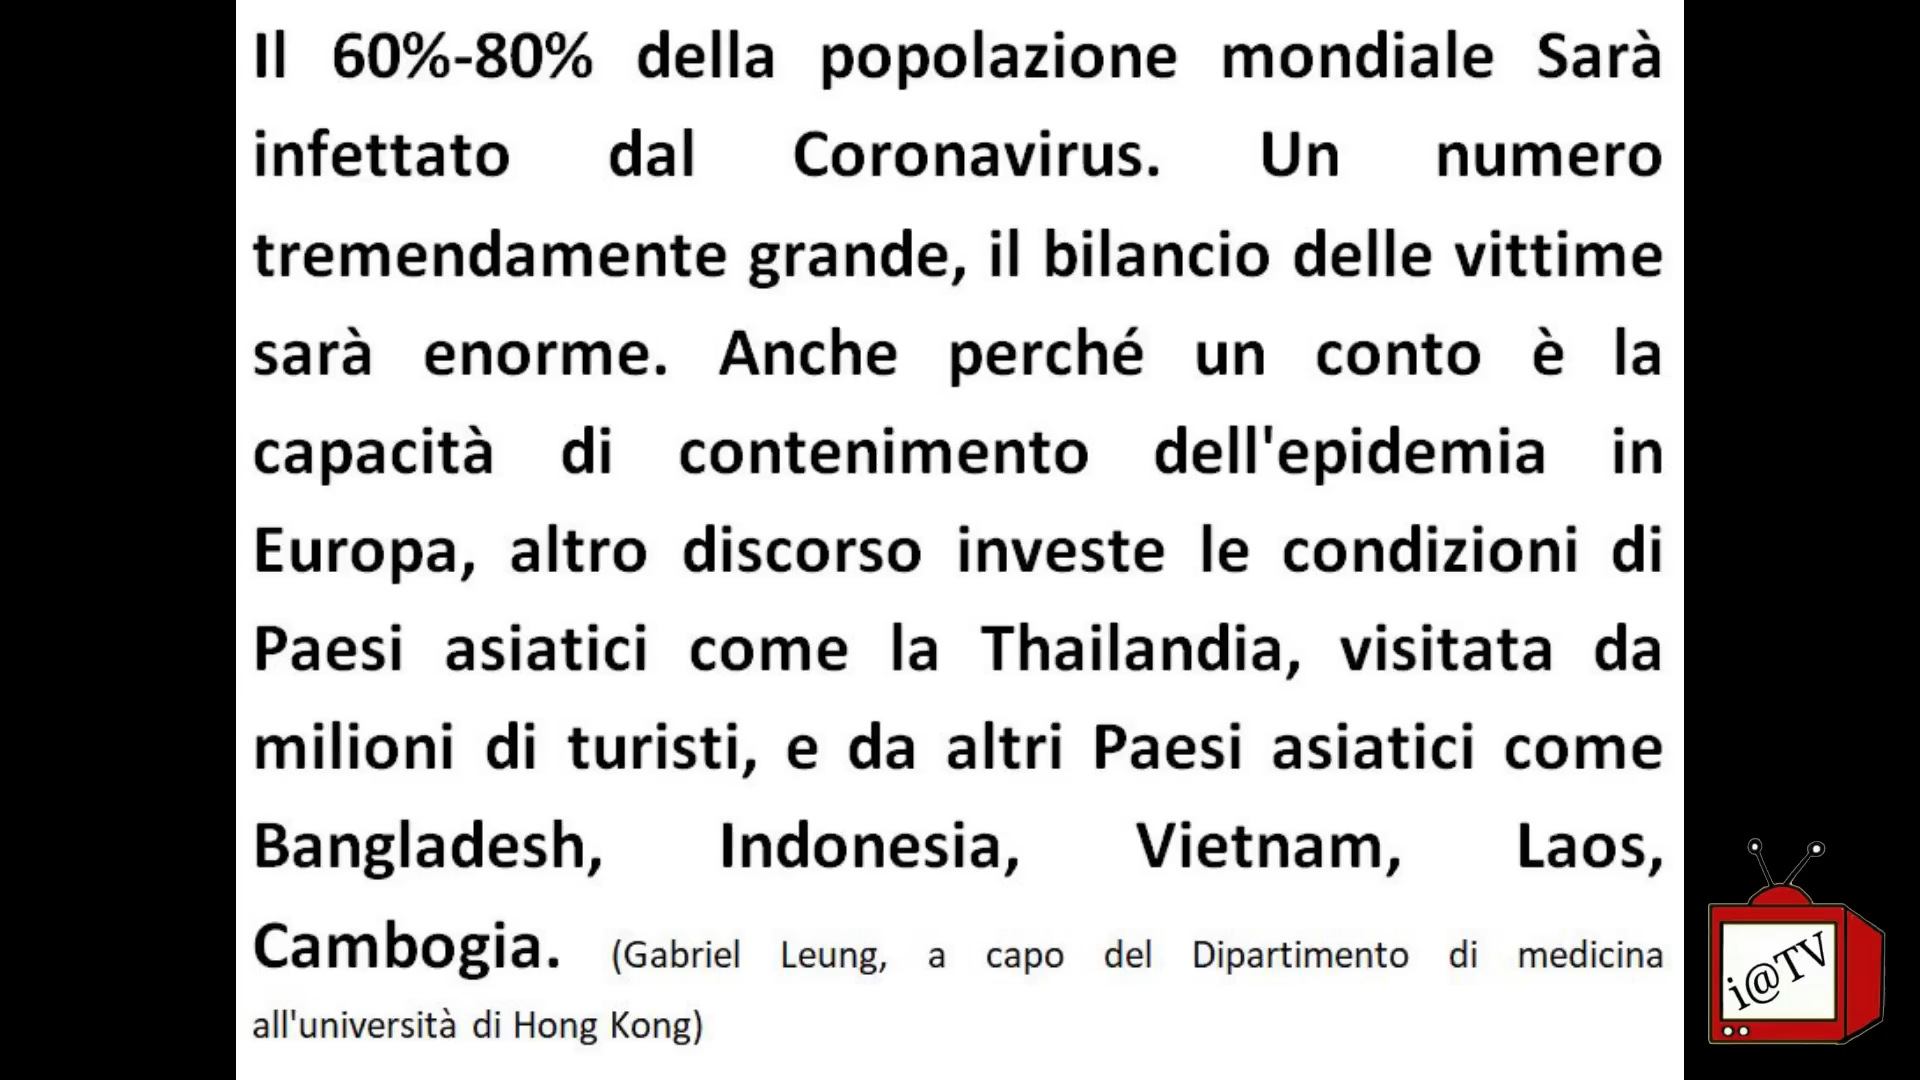 Il 60%-80% della popolazione mondiale Sarà
infettato dal Coronavirus. Un numero
tremendamente grande, il bilancio delle vittime
sarà enorme. Anche perché un conto è la
capacità di contenimento dell'epidemia in
Europa, altro discorso investe le condizioni di
Paesi asiatici come la Thailandia, visitata da
milioni di turisti, e da altri Paesi asiatici come
Bangladesh, Indonesia, Vietnam, Laos,
Cambogia. (Gabriel Leung, a capo del Dipartimento di medicina
all'università di Hong Kong)
i@TV